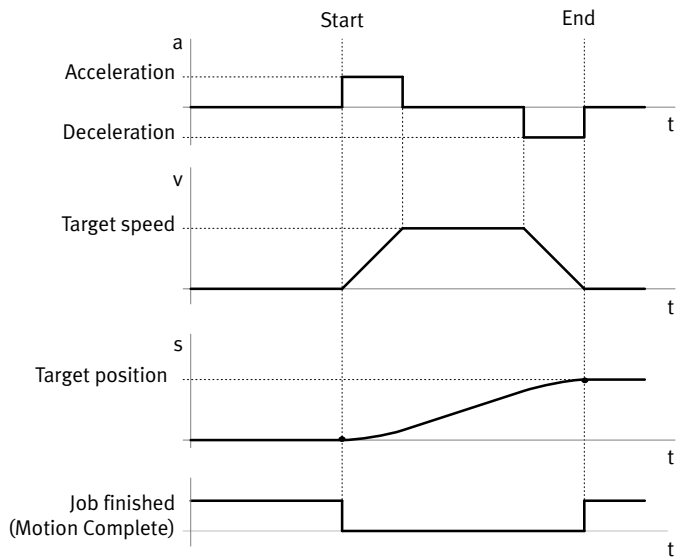 Start
End
a
Acceleration
Deceleration
t
v
Target speed
t
s
Target position
t
Job finished
(Motion Complete)
t